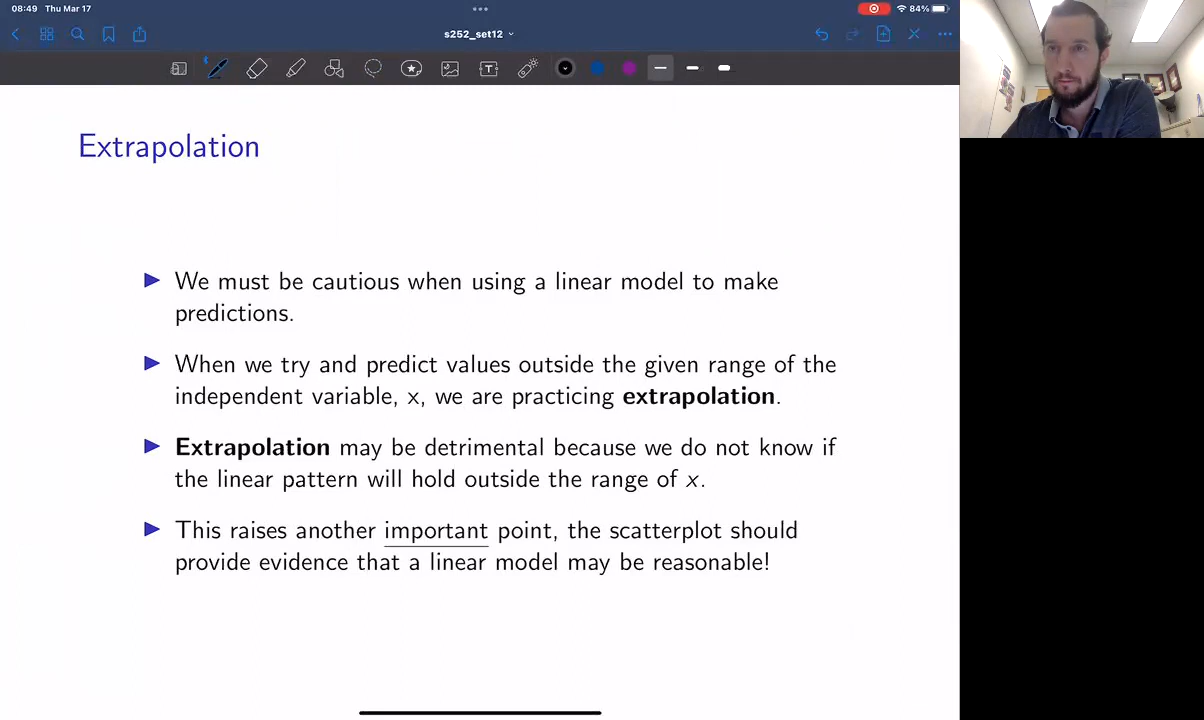 08:49 Thu Mar 17
84%
s252_set12
Extrapolation
We must be cautious when using a linear model to make
predictions.
When we try and predict values outside the given range of the
independent variable, x, we are practicing extrapolation.
Extrapolation may be detrimental because we do not know if
the linear pattern will hold outside the range of x.
This raises another important point, the scatterplot should
provide evidence that a linear model may be reasonable!